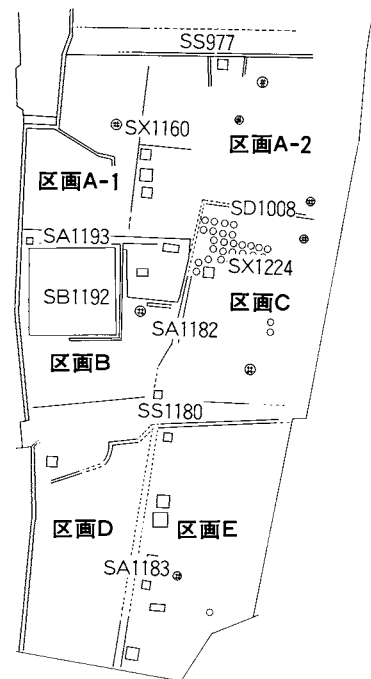 SS977
SX1160
区画A-2
区画A-1
SD1008
SA1193
SX1224
SB1192
区画C
SA1182
区画B
SS1180
区画D
区画E
SA1183